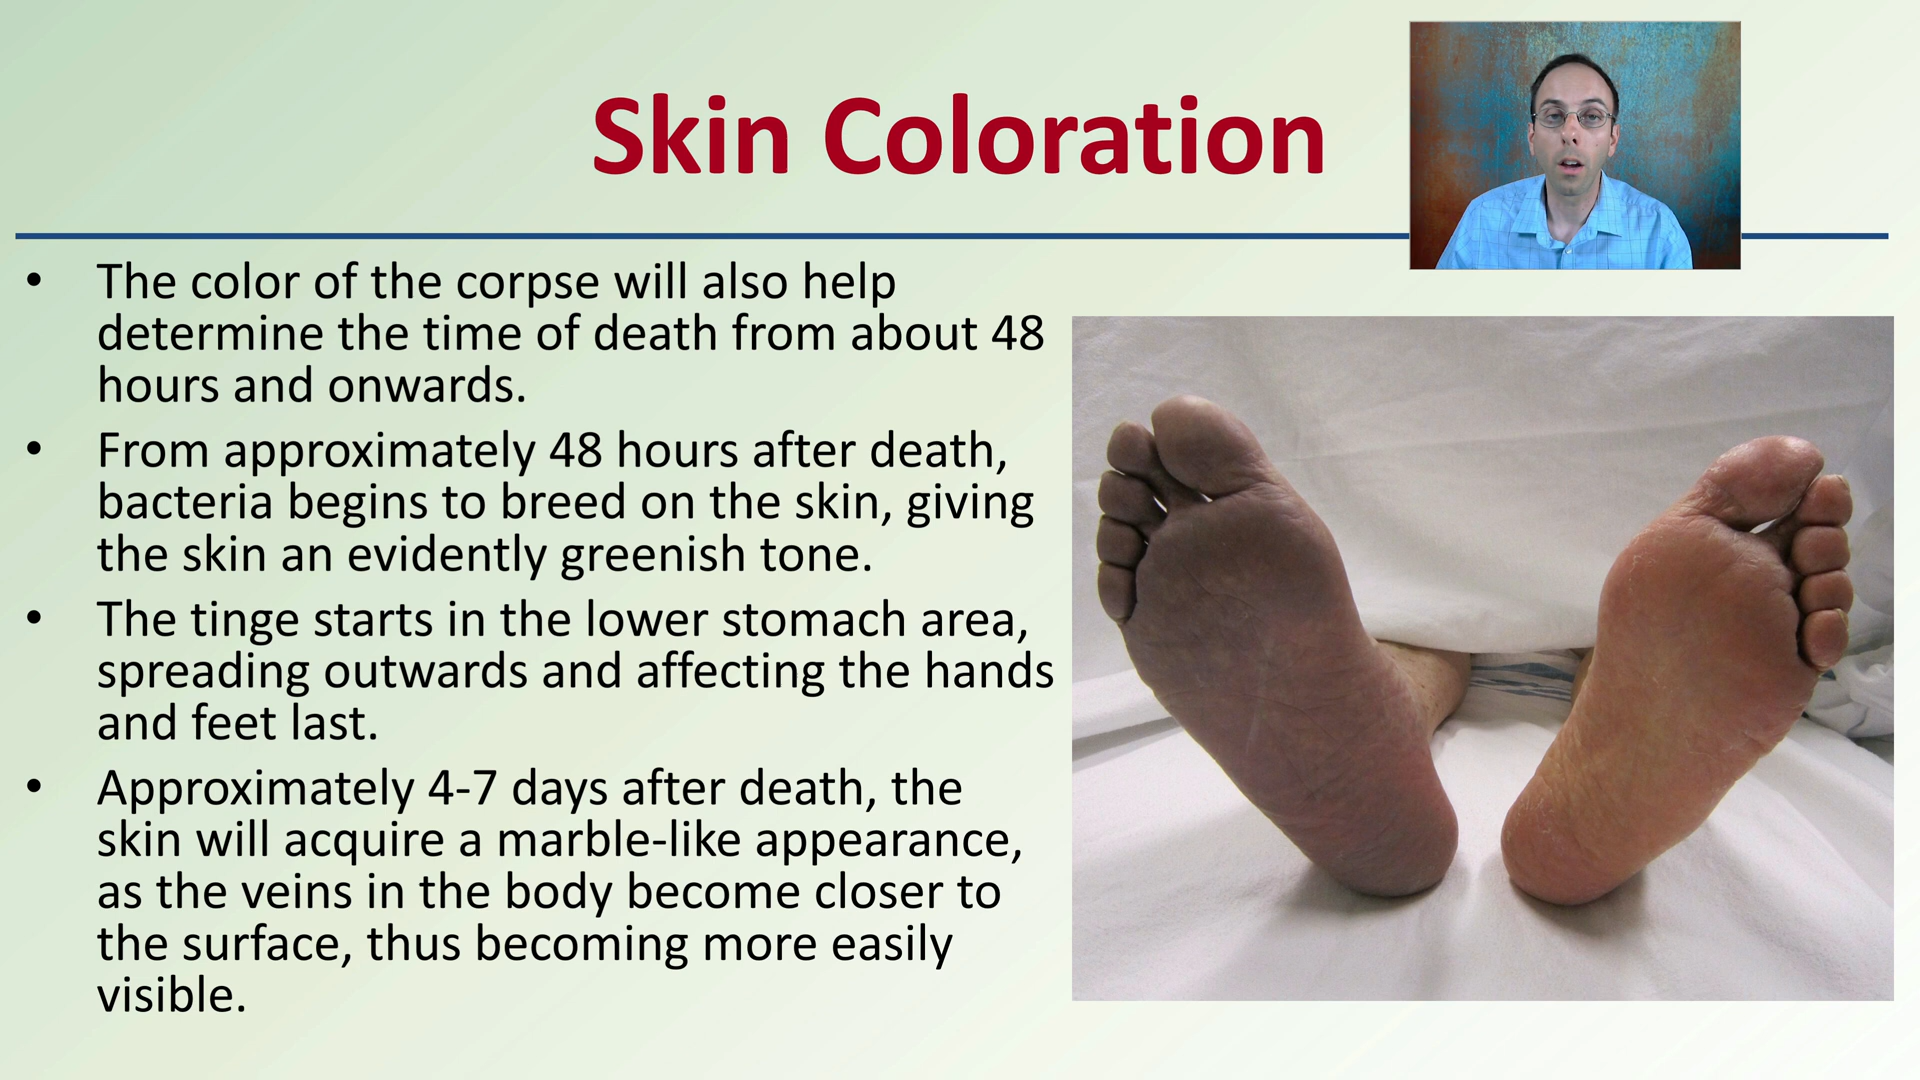 Skin Coloration
• The color of the corpse will also help
determine the time of death from about 48
hours and onwards.
• From approximately 48 hours after death,
bacteria begins to breed on the skin, giving
the skin an evidently greenish tone.
• The tinge starts in the lower stomach area,
spreading outwards and affecting the hands
and feet last.
• Approximately 4-7 days after death, the
skin will acquire a marble-like appearance,
as the veins in the body become closer to
the surface, thus becoming more easily
visible.